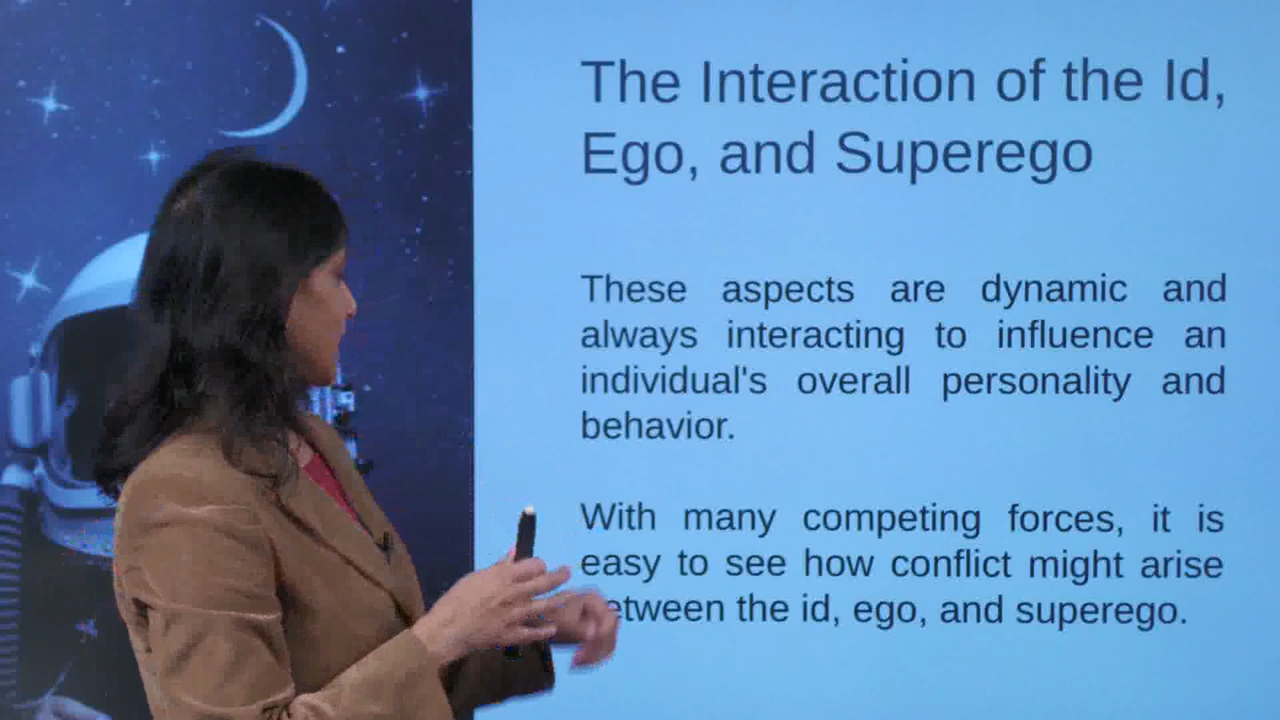 The Interaction of the Id,
Ego, and Superego
These aspects are dynamic and
always interacting to influence an
individual's overall personality and
behavior.
With many competing forces, it is
easy to see how conflict might arise
between the id, ego, and superego.